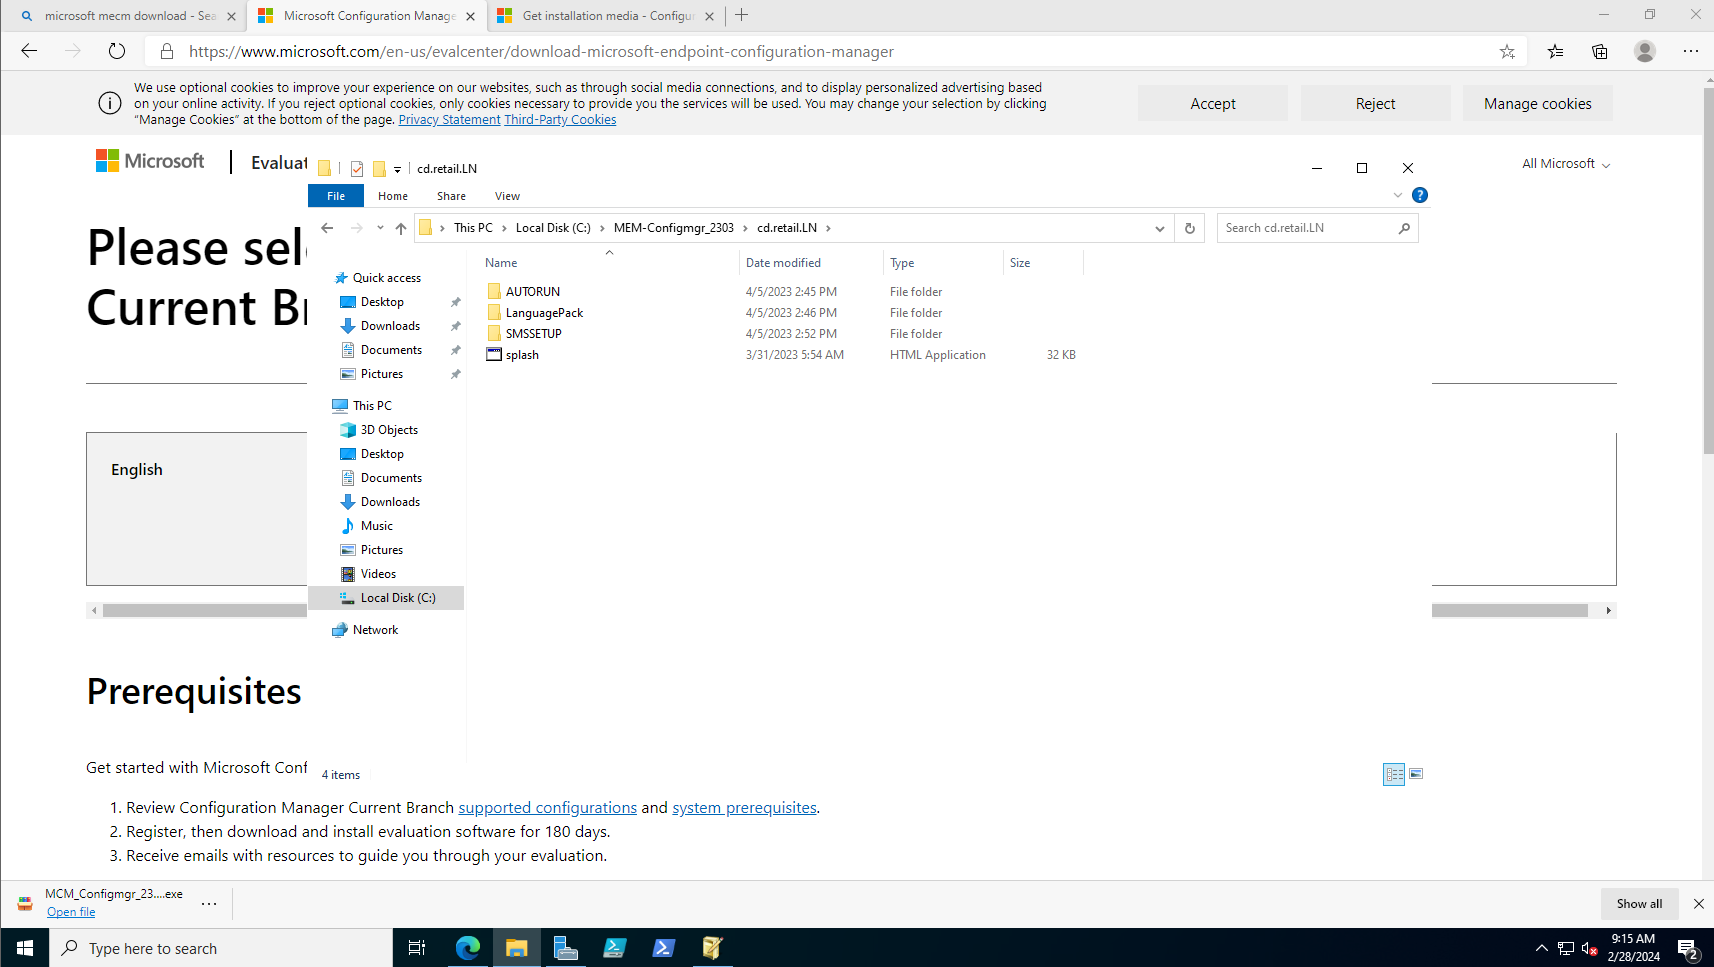 microsoft mecm download - Sea
Microsoft Configuration Manage
Get installation media - Configur
https://www.microsoft.com/en-us/evalcenter/download-microsoft-endpoint-configuration-manager
We use optional cookies to improve your experience on our websites, such as through social media connections, and to display personalized advertising based
on your online activity. If you reject optional cookies, only cookies necessary to provide you the services will be used. You may change your selection by clicking
“Manage Cookies” at the bottom of the page. Privacy Statement Third-Party Cookies
Accept
Reject
Manage cookies
Microsoft
Evaluat
All Microsoft
Please sel
Current B
English
cd.retail.LN
File Home Share View
This PC > Local Disk (C:) > MEM-Configmgr_2303 > cd.retail.LN >
Search cd.retail.LN
Name Date modified Type Size
AUTORUN 4/5/2023 2:45 PM File folder
LanguagePack 4/5/2023 2:46 PM File folder
SMSSETUP 4/5/2023 2:52 PM File folder
splash 3/31/2023 5:54 AM HTML Application 32 KB
Quick access
Desktop
Downloads
Documents
Pictures
This PC
3D Objects
Desktop
Documents
Downloads
Music
Pictures
Videos
Local Disk (C:)
Network
4 items
Prerequisites
Get started with Microsoft Conf
1. Review Configuration Manager Current Branch supported configurations and system prerequisites.
2. Register, then download and install evaluation software for 180 days.
3. Receive emails with resources to guide you through your evaluation.
MCM_Configmgr_23....exe
Open file
Show all
Type here to search
9:15 AM
2/28/2024
2